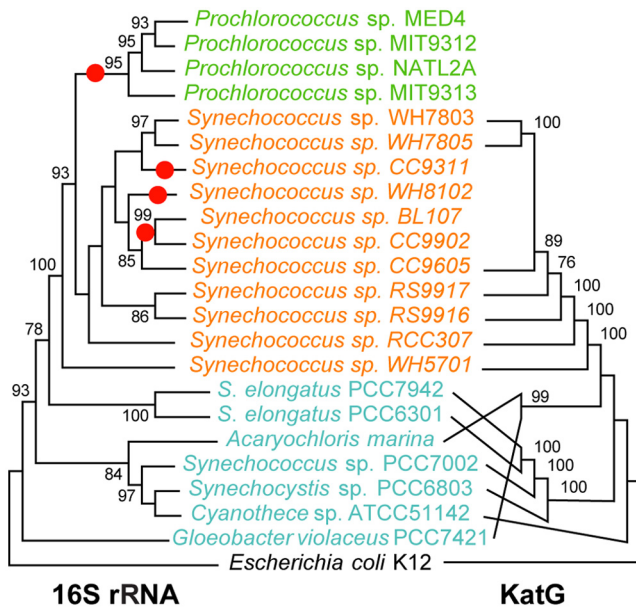 Prochlorococcus sp. MED4
93
Prochlorococcus sp. MIT9312
95
Prochlorococcus sp. NATL2A
95
Prochlorococcus sp. MIT9313
Synechococcus sp. WH7803
97
100
Synechococcus sp. WH7805
Synechococcus sp. CC9311
93
Synechococcus sp. WH8102
Synechococcus sp. BL107
99
Synechococcus sp. CC9902
89
Synechococcus sp. CC9605
85
76
100
Synechococcus sp. RS9917
100
Synechococcus sp. RS9916
86
100
78
Synechococcus sp. RCC307
100
Synechococcus sp. WH5701
S. elongatus PCC7942
93
99
S. elongatus PCC6301
100
Acaryochloris marina
100
Synechococcus sp. PCC7002
84
100
Synechocystis sp. PCC6803
97
100
Cyanothece sp. ATCC51142
Gloeobacter violaceus PCC7421
Escherichia coli K12
16S rRNA KatG